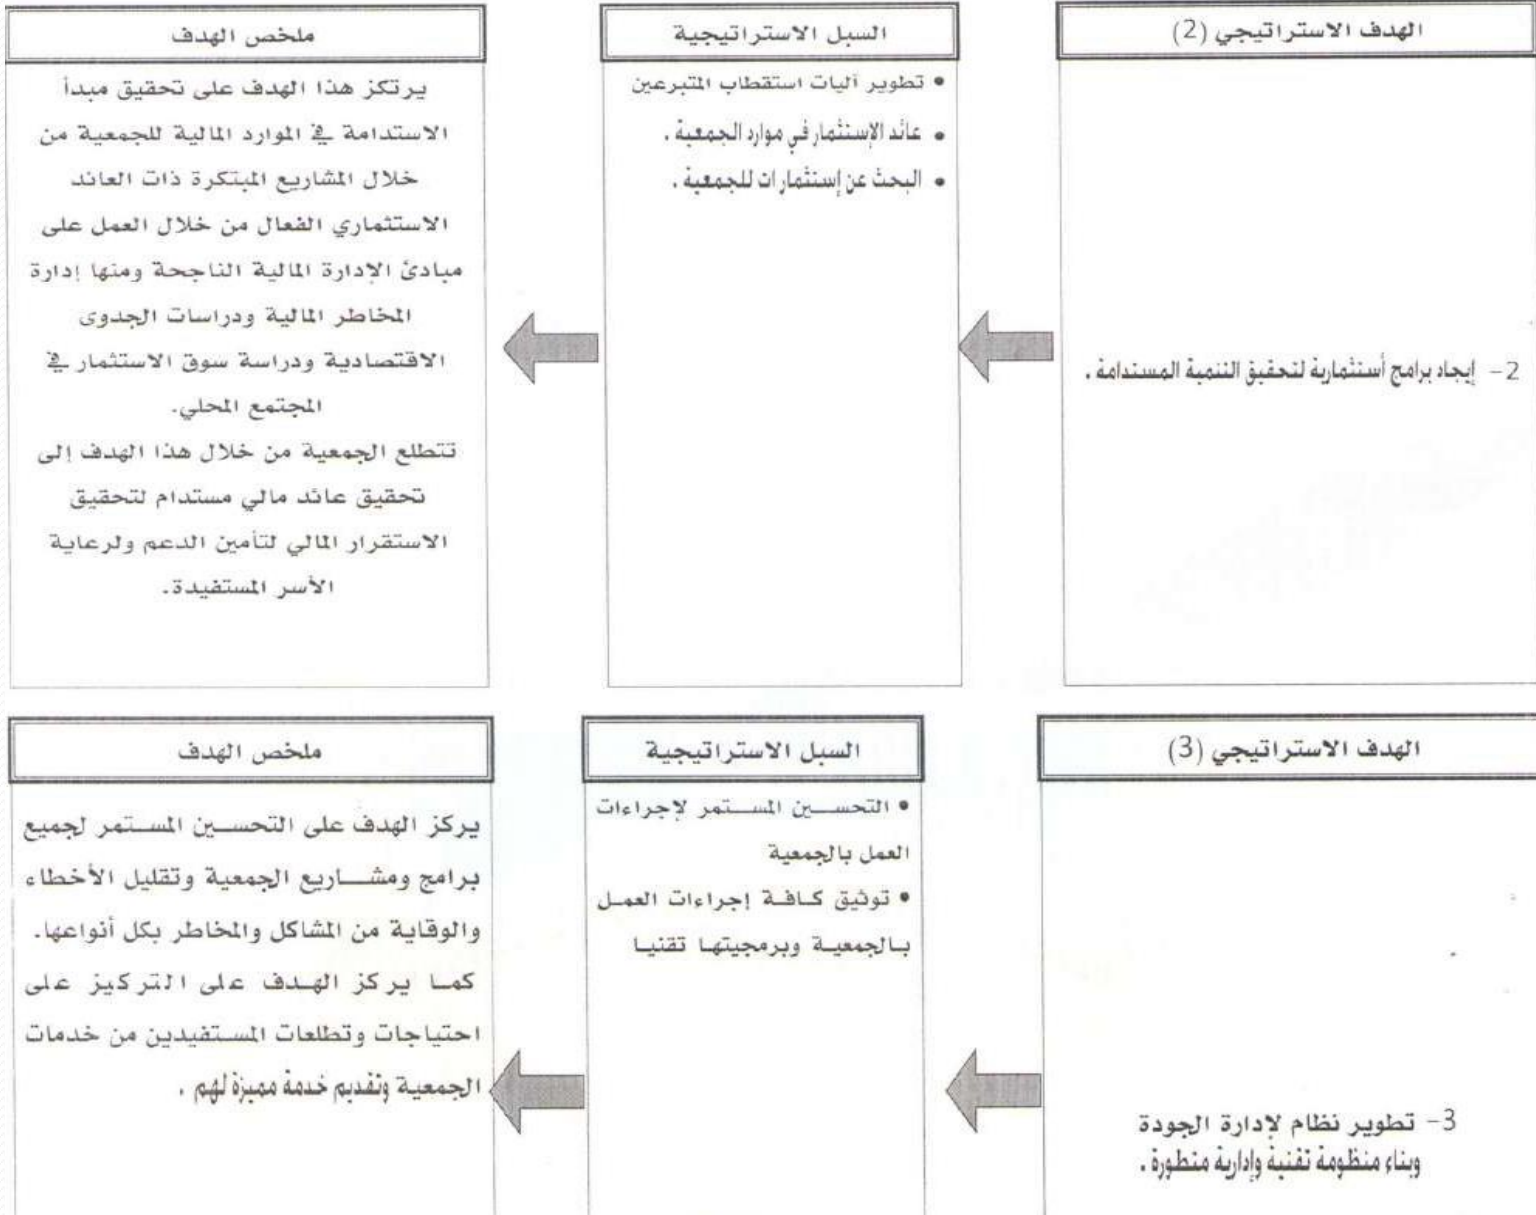 الهدف الاستراتيجي (2)
2- إيجاد برامج أستثمارية لتحقيق التنمية المستدامة .
السبل الاستراتيجية
• تطوير آليات استقطاب المتبرعين
• عائد الإستثمار في موارد الجمعية .
• البحث عن إستثمارات للجمعية .
ملخص الهدف
يرتكز هذا الهدف على تحقيق مبدأ
الاستدامة في الموارد المالية للجمعية من
خلال المشاريع المبتكرة ذات العائد
الاستثماري الفعال من خلال العمل على
مبادئ الإدارة المالية الناجحة ومنها إدارة
المخاطر المالية ودراسات الجدوى
الاقتصادية ودراسة سوق الاستثمار في
المجتمع المحلي.
تتطلع الجمعية من خلال هذا الهدف إلى
تحقيق عائد مالي مستدام لتحقيق
الاستقرار المالي لتأمين الدعم ولرعاية
الأسر المستفيدة.
الهدف الاستراتيجي (3)
3- تطوير نظام لإدارة الجودة
وبناء منظومة تقنية وإدارية متطورة .
السبل الاستراتيجية
• التحسين المستمر لإجراءات
العمل بالجمعية
• توثيق كافة إجراءات العمل
بالجمعية وبرمجيتها تقنيا
ملخص الهدف
يركز الهدف على التحسين المستمر لجميع
برامج ومشاريع الجمعية وتقليل الأخطاء
والوقاية من المشاكل والمخاطر بكل أنواعها.
كما يركز الهدف على التركيز على
احتياجات وتطلعات المستفيدين من خدمات
الجمعية وتقديم خدمة مميزة لهم .